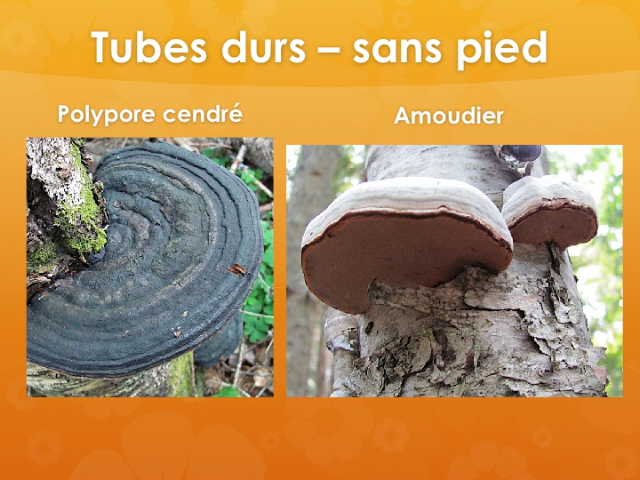 Tubes durs – sans pied
Polypore cendré
Amoudier